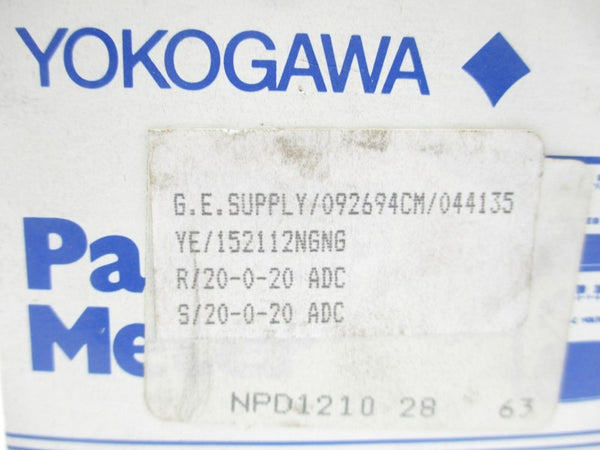 YOKOGAWA
G.E.SUPPLY/092694CM/044135
YE/152112NGNG
R/20-0-20 ADC
S/20-0-20 ADC
NPD1210 28 63
Pa
Me